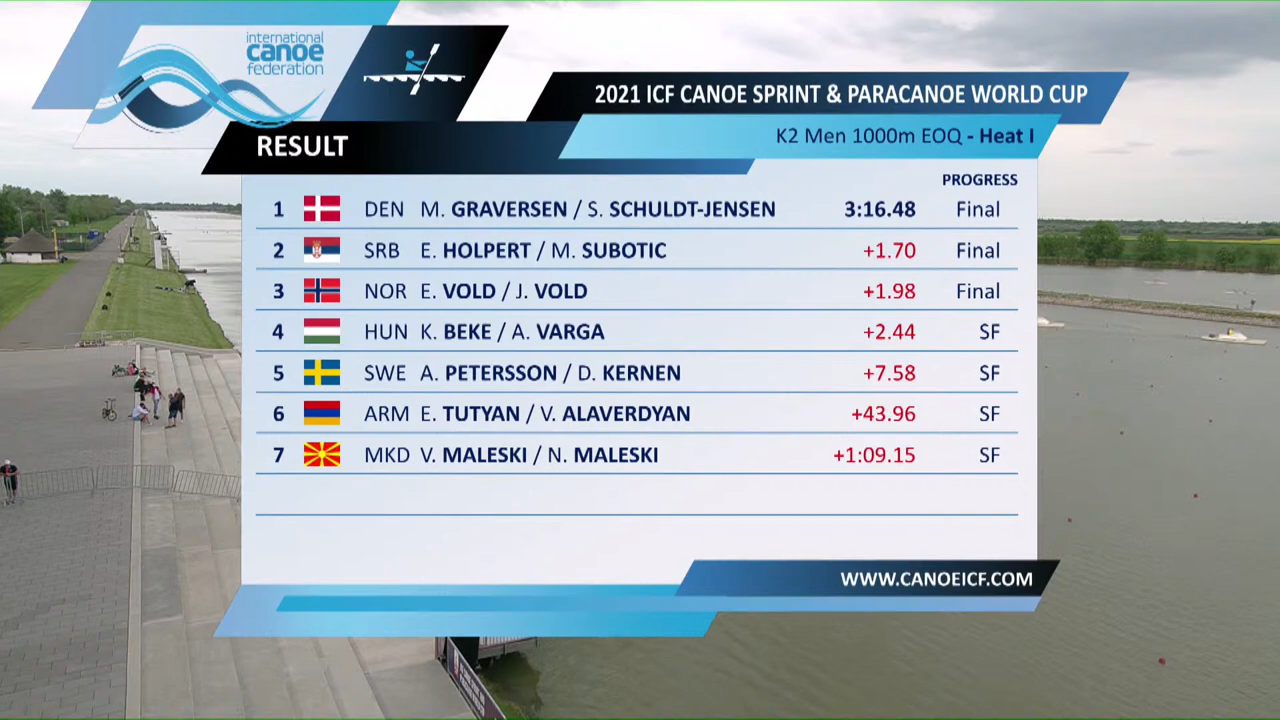 international
canoe
federation
2021 ICF CANOE SPRINT & PARACANOE WORLD CUP
RESULT
K2 Men 1000m EOQ - Heat I
PROGRESS
1 DEN M. GRAVERSEN / S. SCHULDT-JENSEN 3:16.48 Final
2 SRB E. HOLPERT / M. SUBOTIC +1.70 Final
3 NOR E. VOLD / J. VOLD +1.98 Final
4 HUN K. BEKE / A. VARGA +2.44 SF
5 SWE A. PETERSSON / D. KERNEN +7.58 SF
6 ARM E. TUTYAN / V. ALAVERDYAN +43.96 SF
7 MKD V. MALESKI / N. MALESKI +1:09.15 SF
WWW.CANOEICF.COM